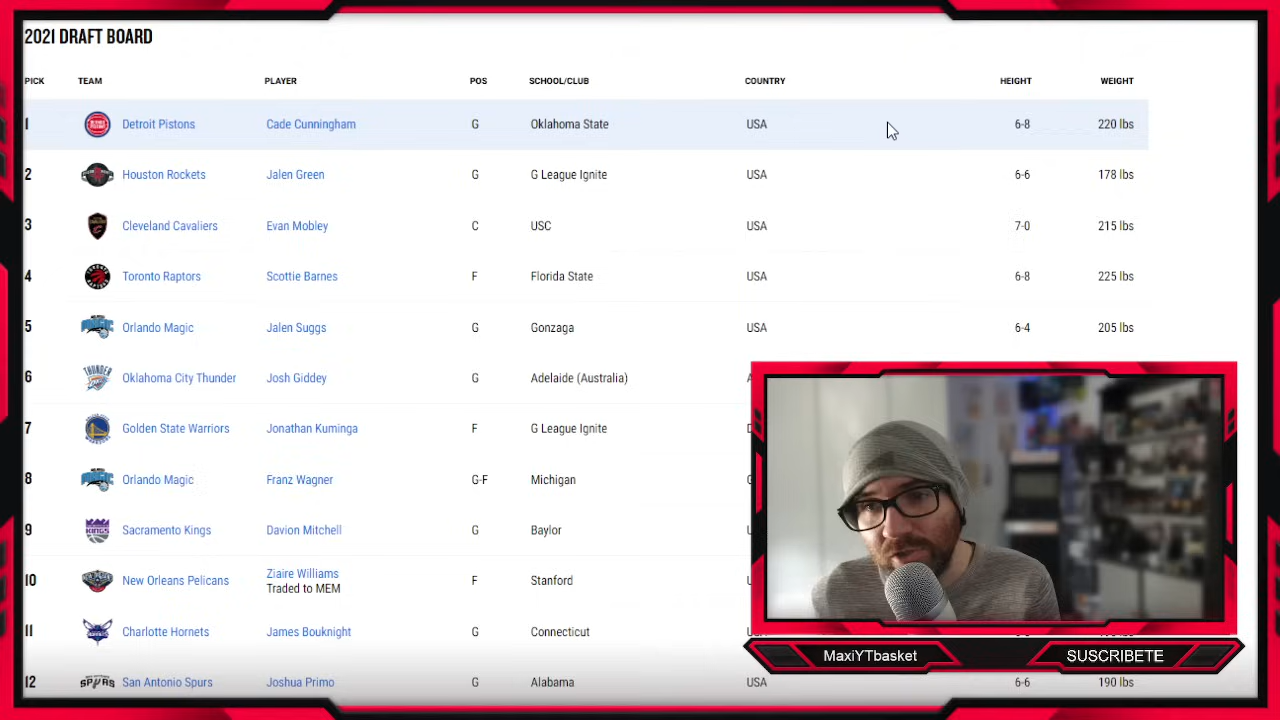 2021 DRAFT BOARD
PICK TEAM PLAYER POS SCHOOL/CLUB COUNTRY HEIGHT WEIGHT
1 Detroit Pistons Cade Cunningham G Oklahoma State USA 6-8 220 lbs
2 Houston Rockets Jalen Green G G League Ignite USA 6-6 178 lbs
3 Cleveland Cavaliers Evan Mobley C USC USA 7-0 215 lbs
4 Toronto Raptors Scottie Barnes F Florida State USA 6-8 225 lbs
5 Orlando Magic Jalen Suggs G Gonzaga USA 6-4 205 lbs
6 Oklahoma City Thunder Josh Giddey G Adelaide (Australia)
7 Golden State Warriors Jonathan Kuminga F G League Ignite
8 Orlando Magic Franz Wagner G-F Michigan
9 Sacramento Kings Davion Mitchell G Baylor
10 New Orleans Pelicans Ziaire Williams F Stanford
Traded to MEM
11 Charlotte Hornets James Bouknight G Connecticut
12 San Antonio Spurs Joshua Primo G Alabama USA 6-6 190 lbs
MaxiYTbasket SUSCRIBETE